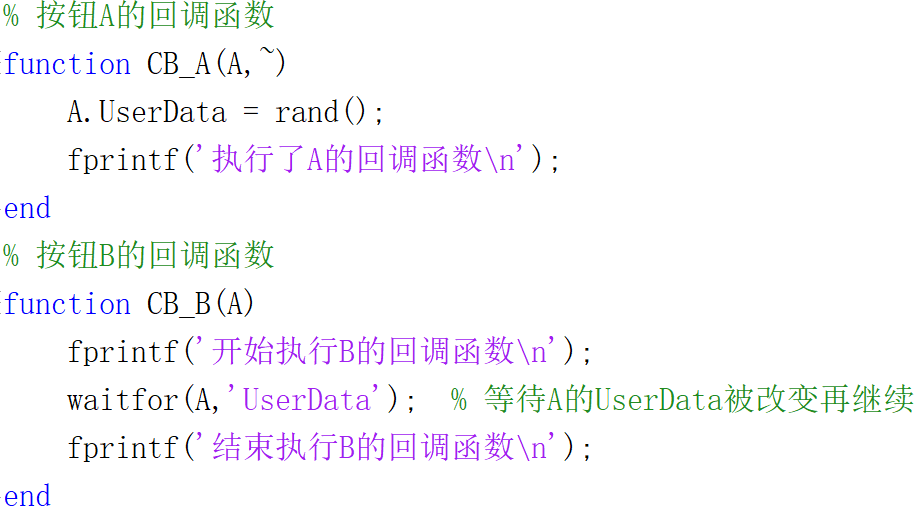 % 按钮A的回调函数
function CB_A(A,~)
    A.UserData = rand();
    fprintf('执行了A的回调函数\n');
end
% 按钮B的回调函数
function CB_B(A)
    fprintf('开始执行B的回调函数\n');
    waitfor(A,'UserData');  % 等待A的UserData被改变再继续
    fprintf('结束执行B的回调函数\n');
end